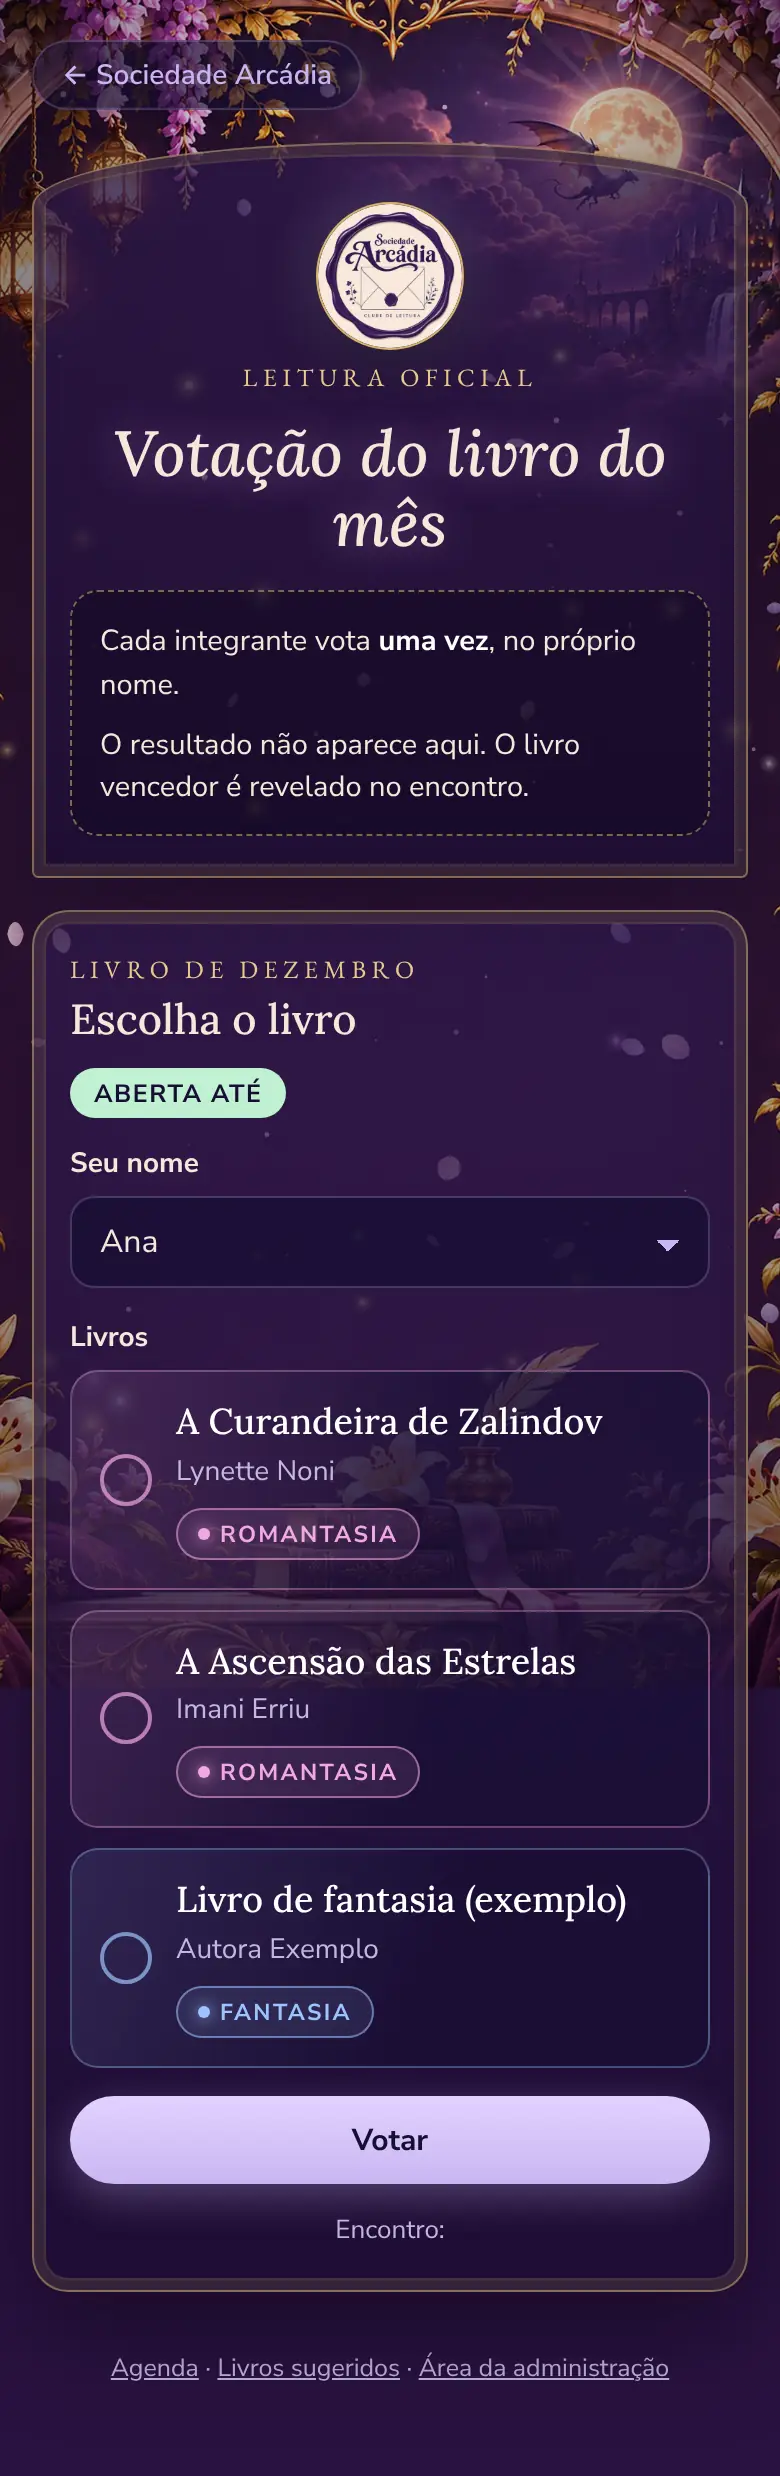 ← Sociedade Arcádia
Sociedade
Arcádia
CLUBE DE LEITURA
LEITURA OFICIAL
Votação do livro do
mês
Cada integrante vota uma vez, no próprio
nome.
O resultado não aparece aqui. O livro
vencedor é revelado no encontro.
LIVRO DE DEZEMBRO
Escolha o livro
ABERTA ATÉ
Seu nome
Ana
Livros
A Curandeira de Zalindov
Lynette Noni
ROMANTASIA
A Ascensão das Estrelas
Imani Erriu
ROMANTASIA
Livro de fantasia (exemplo)
Autora Exemplo
FANTASIA
Votar
Encontro:
Agenda · Livros sugeridos · Área da administração